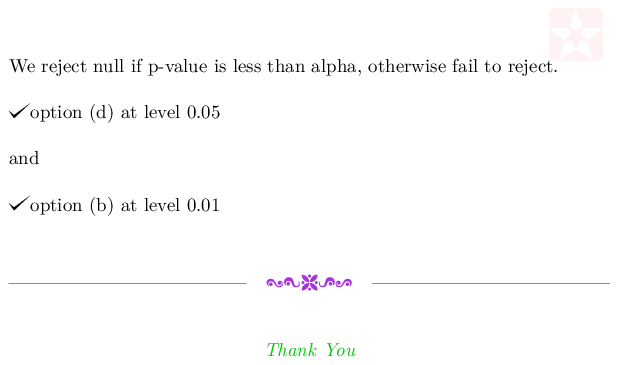 We reject null if p-value is less than alpha, otherwise fail to reject.
✓option (d) at level 0.05
and
✓option (b) at level 0.01
Thank You